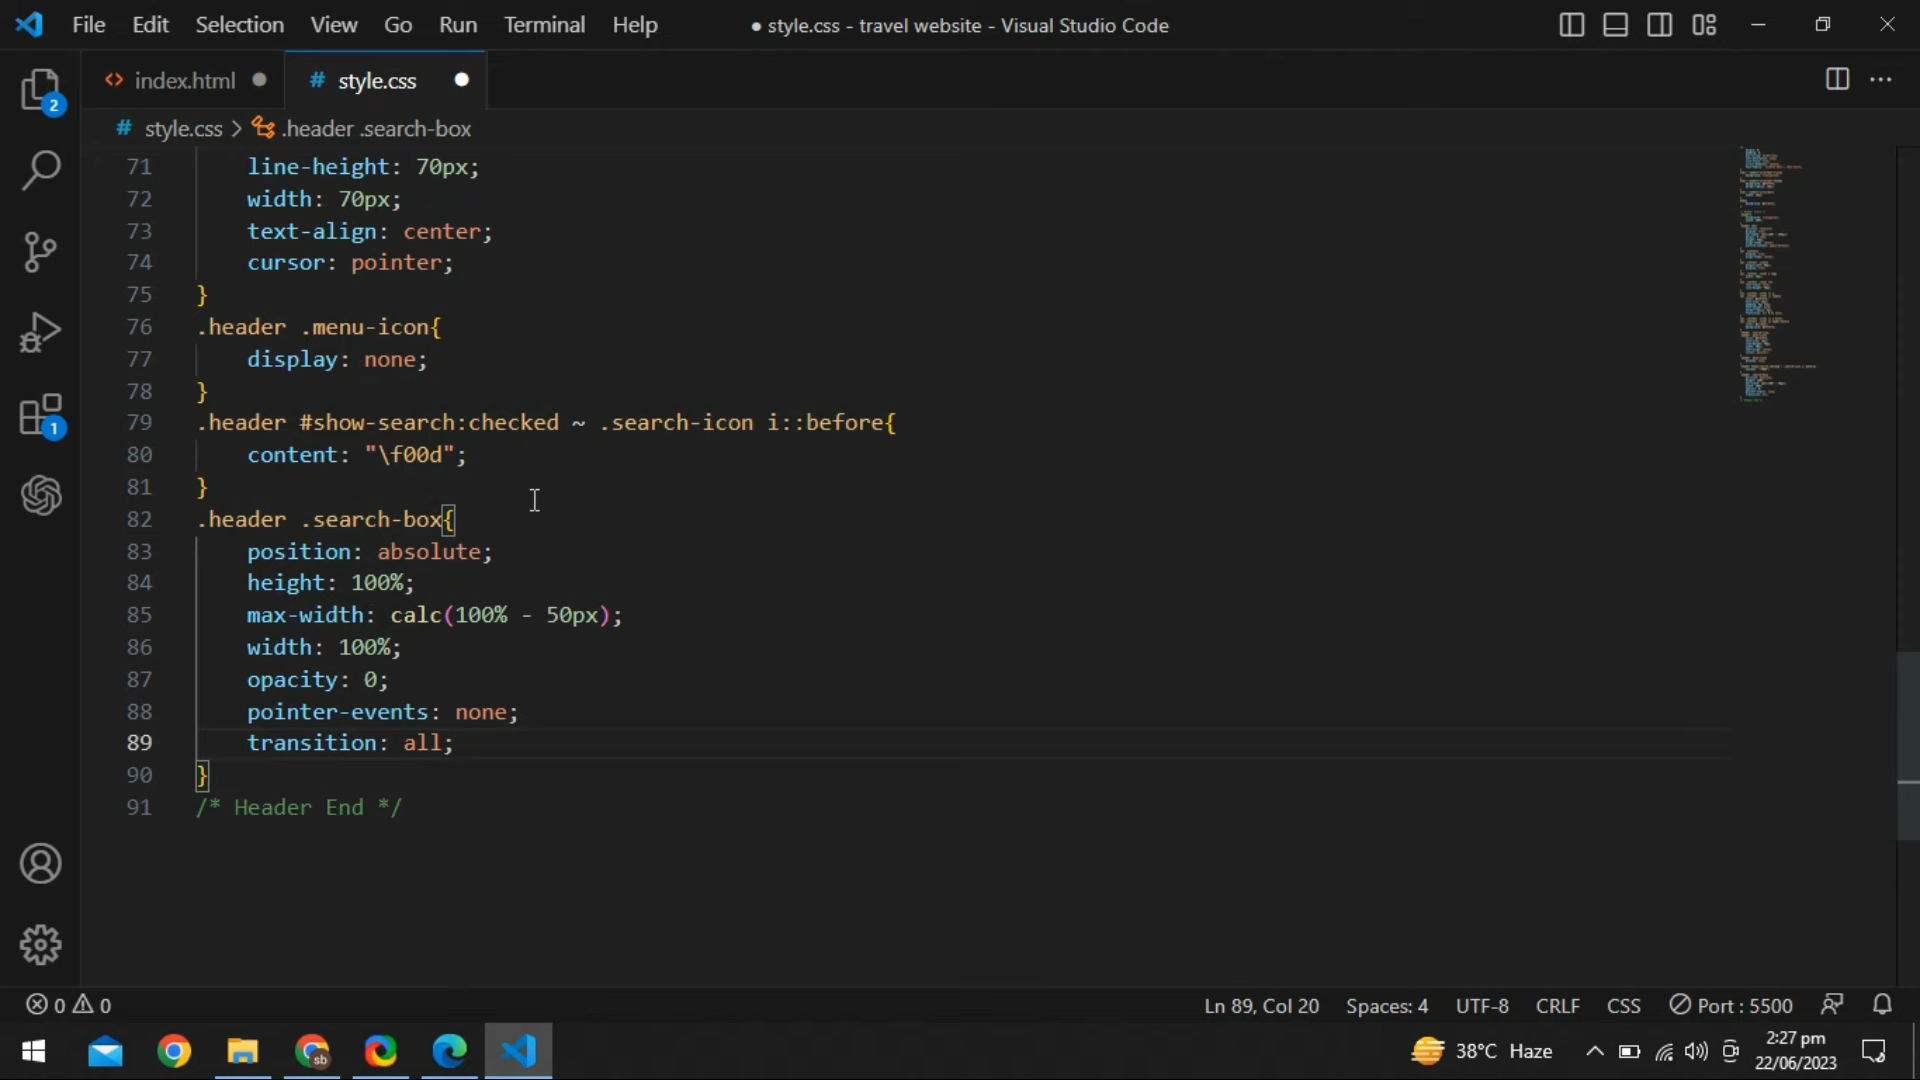 File Edit Selection View Go Run Terminal Help ● style.css - travel website - Visual Studio Code
<> index.html ● # style.css ●
# style.css > .header .search-box
71 line-height: 70px;
72 width: 70px;
73 text-align: center;
74 cursor: pointer;
75 }
76 .header .menu-icon{
77 display: none;
78 }
79 .header #show-search:checked ~ .search-icon i::before{
80 content: "\f00d";
81 }
82 .header .search-box{
83 position: absolute;
84 height: 100%;
85 max-width: calc(100% - 50px);
86 width: 100%;
87 opacity: 0;
88 pointer-events: none;
89 transition: all;
90 }
91 /* Header End */
2
1
0 0 Ln 89, Col 20 Spaces: 4 UTF-8 CRLF CSS Port : 5500
sb 38°C Haze 2:27 pm
22/06/2023